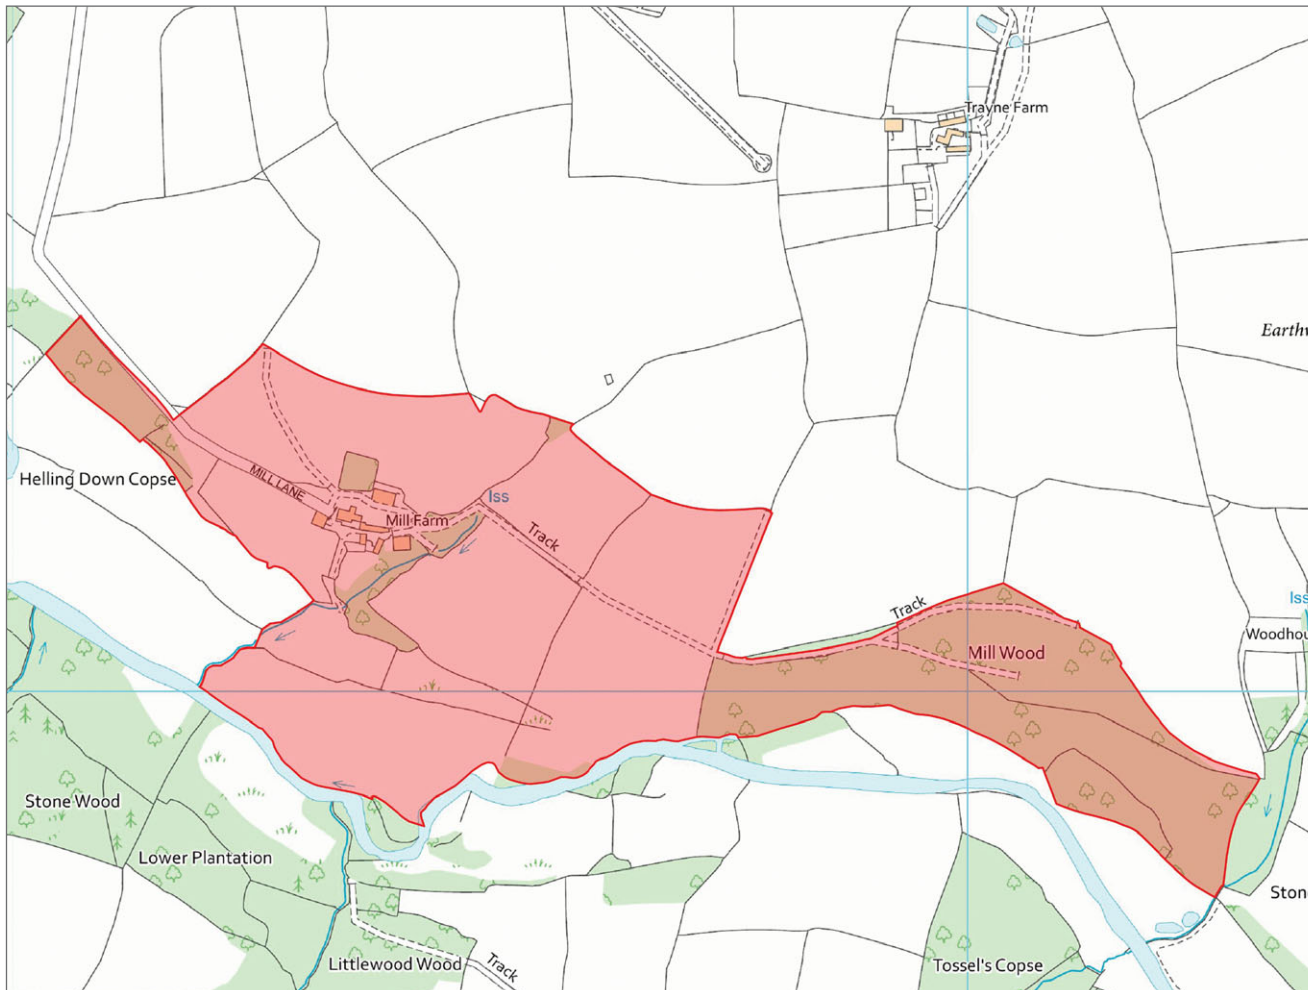 Trayne Farm
Earthw
Helling Down Copse
MILL LANE
Iss
Mill Farm
Track
Track
Iss
Woodhou
Mill Wood
Stone Wood
Lower Plantation
Ston
Littlewood Wood
Track
Tossel's Copse